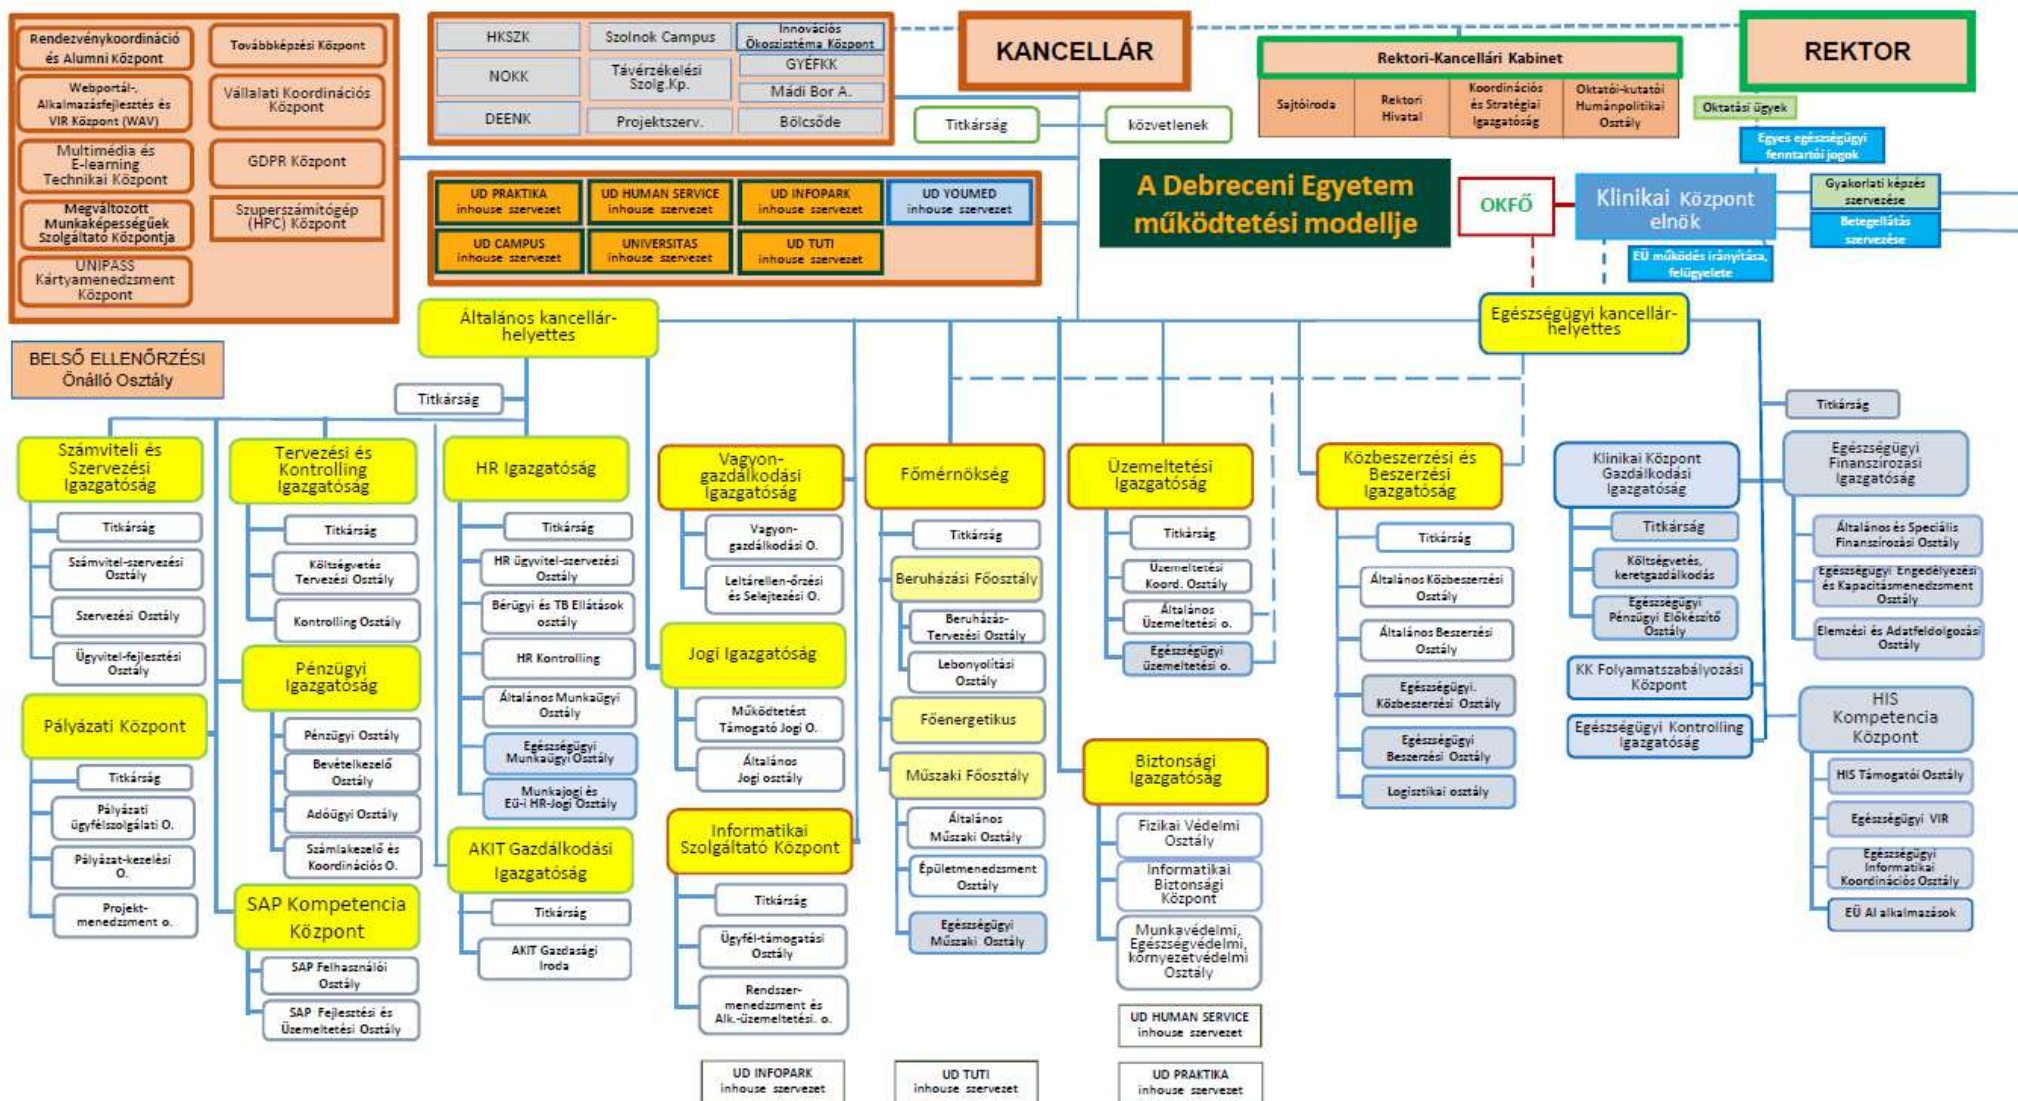 Rendezvénykoordináció
és Alumni Központ
Továbbképzési Központ
Webportál-,
Alkalmazásfejlesztés és
VIR Központ (WAV)
Vállalati Koordinációs
Központ
Multimédia és
E-learning
Technikai Központ
GDPR Központ
Megváltozott
Munkaképességűek
Szolgáltató Központja
Szuperszámítógép
(HPC) Központ
UNIPASS
Kártyamenedzsment
Központ
HKSZK
Szolnok Campus
Innovációs
Ökoszisztéma Központ
NOKK
Távérzékelési
Szolg.Kp.
GYÉFKK
Mádi Bor A.
DEENK
Projektszerv.
Bölcsőde
KANCELLÁR
Rektori-Kancellári Kabinet
Sajtóiroda
Rektori
Hivatal
Koordinációs
és Stratégiai
Igazgatóság
Oktatói-kutatói
Humánpolitikai
Osztály
REKTOR
Oktatási ügyek
Titkárság
közvetlenek
Egyes egészségügyi
fenntartói jogok
UD PRAKTIKA
inhouse szervezet
UD HUMAN SERVICE
inhouse szervezet
UD INFOPARK
inhouse szervezet
UD YOUMED
inhouse szervezet
UD CAMPUS
inhouse szervezet
UNIVERSITAS
inhouse szervezet
UD TUTI
inhouse szervezet
A Debreceni Egyetem
működtetési modellje
OKFŐ
Klinikai Központ
elnök
Gyakorlati képzés
szervezése
Betegellátás
szervezése
EÜ működés irányítása,
felügyelete
Általános kancellár-
helyettes
Egészségügyi kancellár-
helyettes
BELSŐ ELLENŐRZÉSI
Önálló Osztály
Titkárság
Titkárság
Számviteli és
Szervezési
Igazgatóság
Titkárság
Számvitel-szervezési
Osztály
Szervezési Osztály
Ügyvitel-fejlesztési
Osztály
Pályázati Központ
Titkárság
Pályázati
ügyfélszolgálati O.
Pályázat-kezelési
O.
Projekt-
menedzsment o.
Tervezési és
Kontrolling
Igazgatóság
Titkárság
Költségvetés
Tervezési Osztály
Kontrolling Osztály
Pénzügyi
Igazgatóság
Pénzügyi Osztály
Bevételkezelő
Osztály
Adóügyi Osztály
Számlakezelő és
Koordinációs O.
SAP Kompetencia
Központ
SAP Felhasználói
Osztály
SAP Fejlesztési és
Üzemeltetési Osztály
HR Igazgatóság
Titkárság
HR ügyvitel-szervezési
Osztály
Bérügyi és TB Ellátások
osztály
HR Kontrolling
Általános Munkaügyi
Osztály
Egészségügyi
Munkaügyi Osztály
Munkajogi és
Eü-i HR-Jogi Osztály
AKIT Gazdálkodási
Igazgatóság
Titkárság
AKIT Gazdasági
Iroda
Vagyon-
gazdálkodási
Igazgatóság
Vagyon-
gazdálkodási O.
Leltárellen-őrzési
és Selejtezési O.
Jogi Igazgatóság
Működtetést
Támogató Jogi O.
Általános
Jogi osztály
Informatikai
Szolgáltató Központ
Titkárság
Ügyfél-támogatási
Osztály
Rendszer-
menedzsment és
Alk.-üzemeltetési. o.
UD INFOPARK
inhouse szervezet
Főmérnökség
Titkárság
Beruházási Főosztály
Beruházás-
Tervezési Osztály
Lebonyolítási
Osztály
Főenergetikus
Műszaki Főosztály
Általános
Műszaki Osztály
Épületmenedzsment
Osztály
Egészségügyi
Műszaki Osztály
UD TUTI
inhouse szervezet
Üzemeltetési
Igazgatóság
Titkárság
Üzemeltetési
Koord. Osztály
Általános
Üzemeltetési o.
Egészségügyi
üzemeltetési o.
Biztonsági
Igazgatóság
Fizikai Védelmi
Osztály
Informatikai
Biztonsági
Központ
Munkavédelmi,
Egészségvédelmi,
környezetvédelmi
Osztály
UD HUMAN SERVICE
inhouse szervezet
UD PRAKTIKA
inhouse szervezet
Közbeszerzési és
Beszerzési
Igazgatóság
Titkárság
Általános Közbeszerzési
Osztály
Általános Beszerzési
Osztály
Egészségügyi.
Közbeszerzési Osztály
Egészségügyi
Beszerzési Osztály
Logisztikai osztály
Klinikai Központ
Gazdálkodási
Igazgatóság
Titkárság
Költségvetés,
keretgazdálkodás
Egészségügyi
Pénzügyi Előkészítő
Osztály
KK Folyamatszabályozási
Központ
Egészségügyi Kontrolling
Igazgatóság
Egészségügyi
Finanszírozási
Igazgatóság
Általános és Speciális
Finanszírozási Osztály
Egészségügyi Engedélyezési
és Kapacitásmenedzsment
Osztály
Elemzési és Adatfeldolgozási
Osztály
HIS
Kompetencia
Központ
HIS Támogatói Osztály
Egészségügyi VIR
Egészségügyi
Informatikai
Koordinációs Osztály
EÜ AI alkalmazások